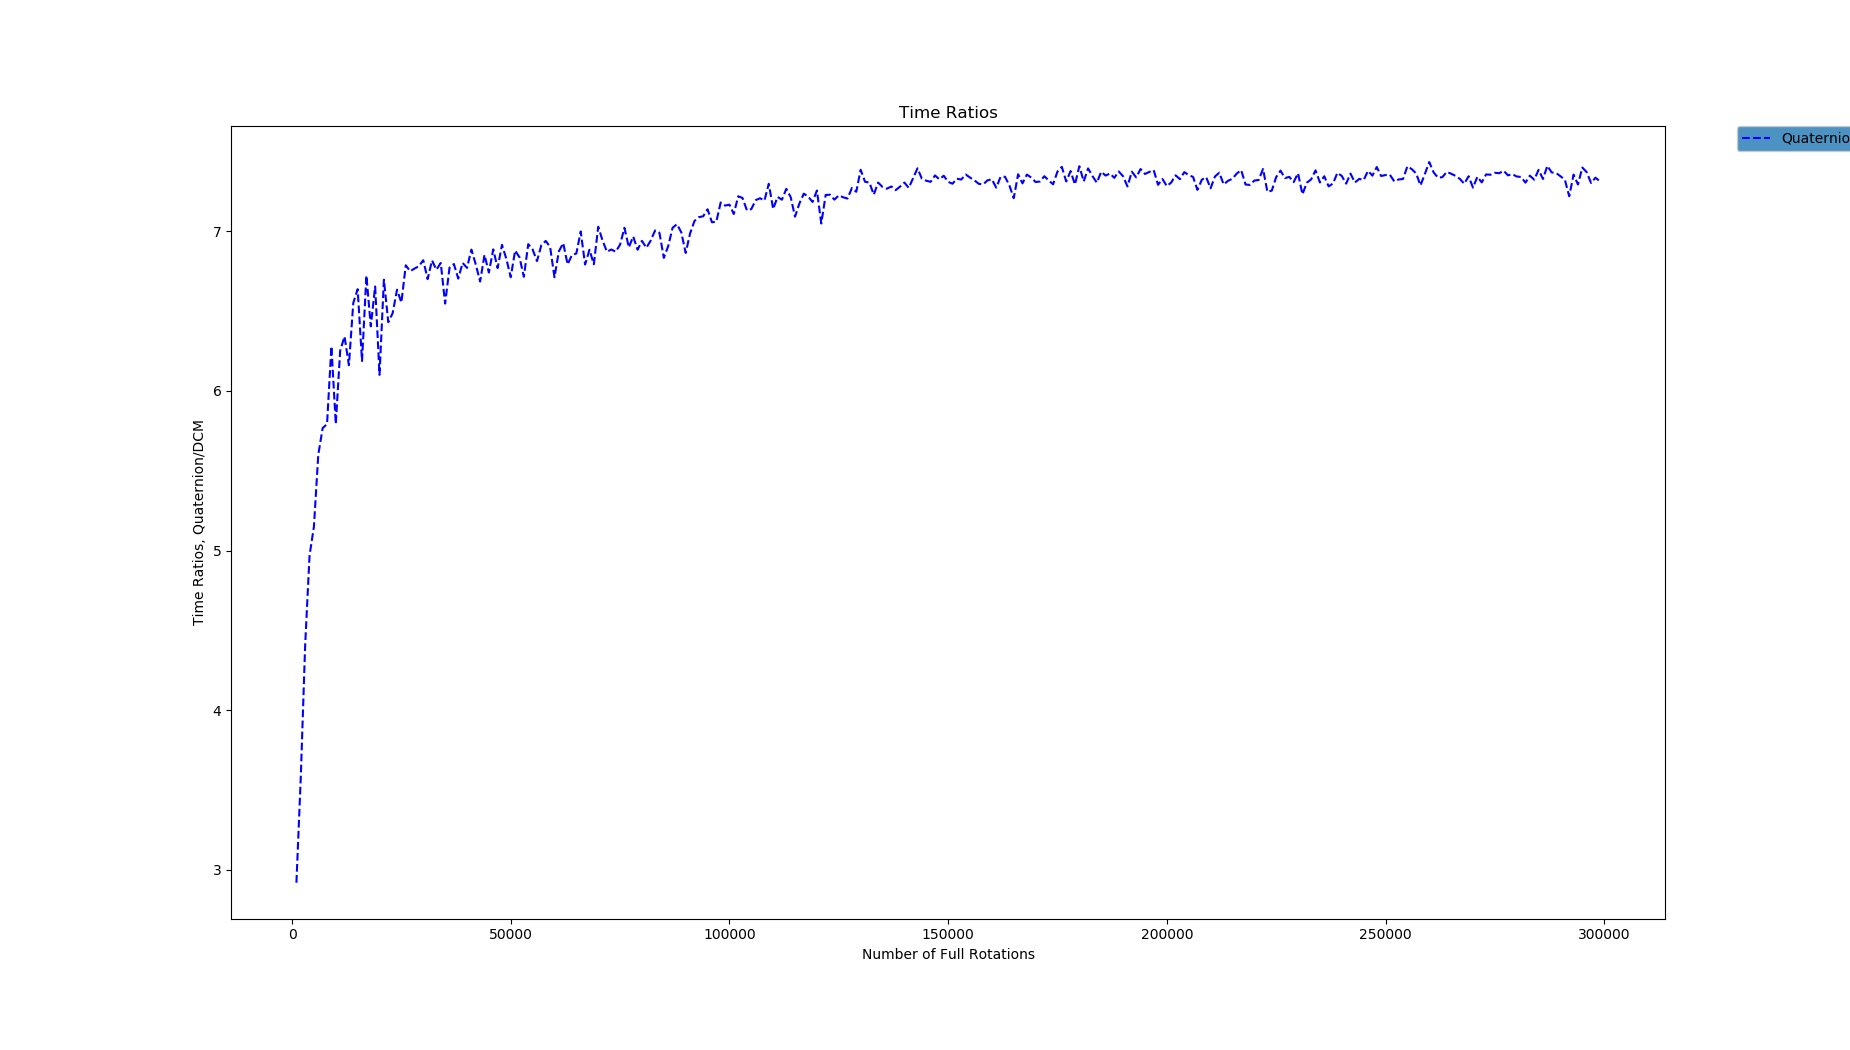 Time Ratios
Quaternio
Time Ratios, Quaternion/DCM
7
6
5
4
3
0 50000 100000 150000 200000 250000 300000
Number of Full Rotations